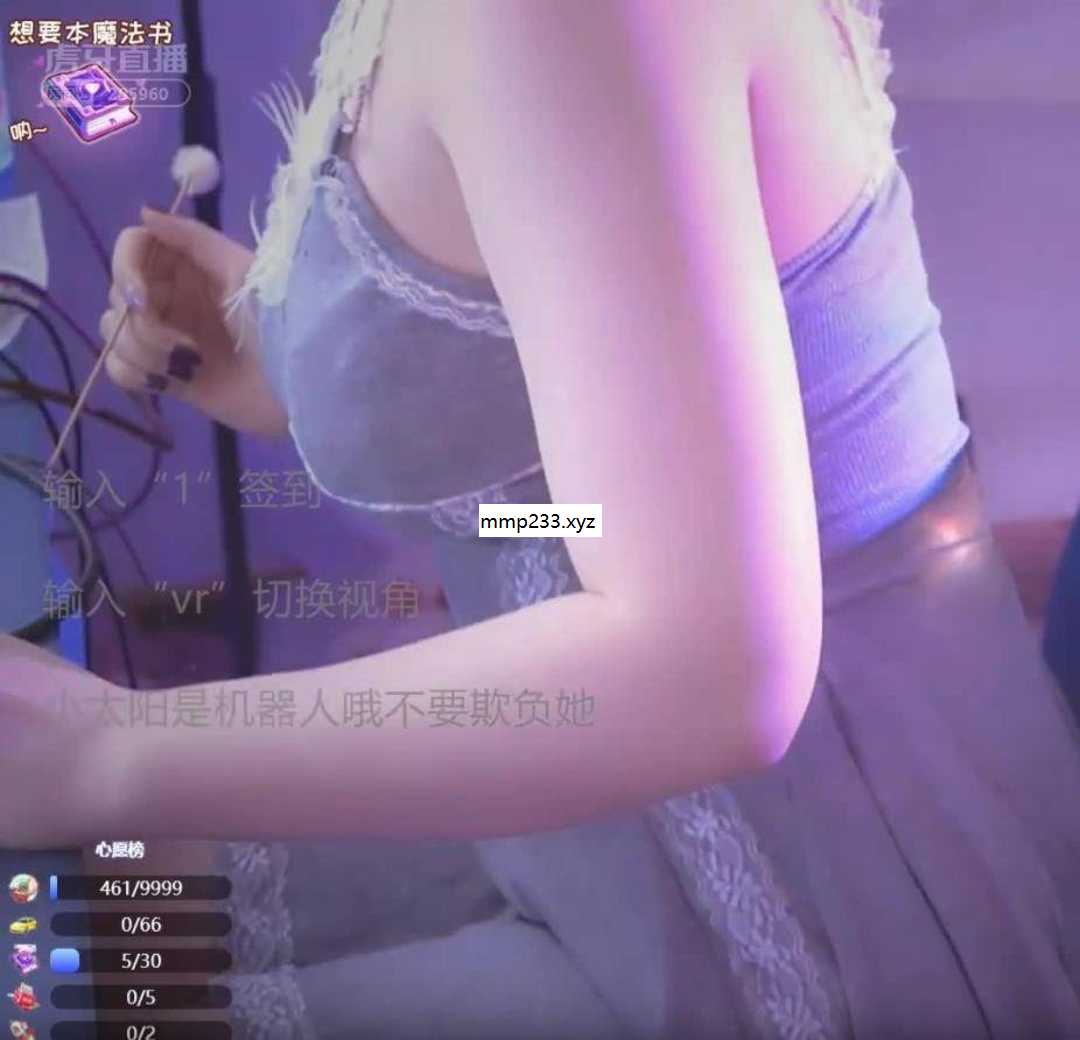 想要本魔法书
虎牙直播
呐~
输入 “1” 签到
mmp233.xyz
输入 “vr” 切换视角
小太阳是机器人哦不要欺负她
心愿榜
461/9999
0/66
5/30
0/5
0/2